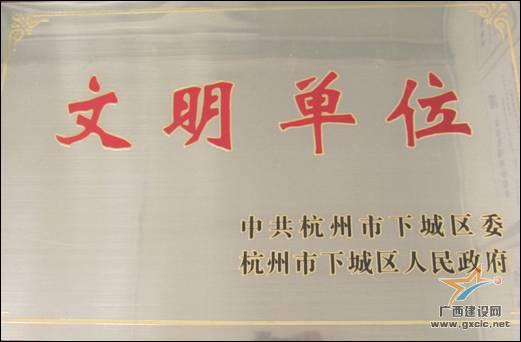 文明单位
中共杭州市下城区委
杭州市下城区人民政府
广西建设网
www.gxcic.net